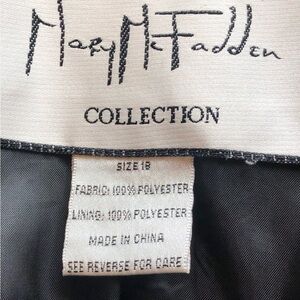 Mary McFadden
COLLECTION
SIZE 18
FABRIC: 100% POLYESTER
LINING: 100% POLYESTER
MADE IN CHINA
SEE REVERSE FOR CARE